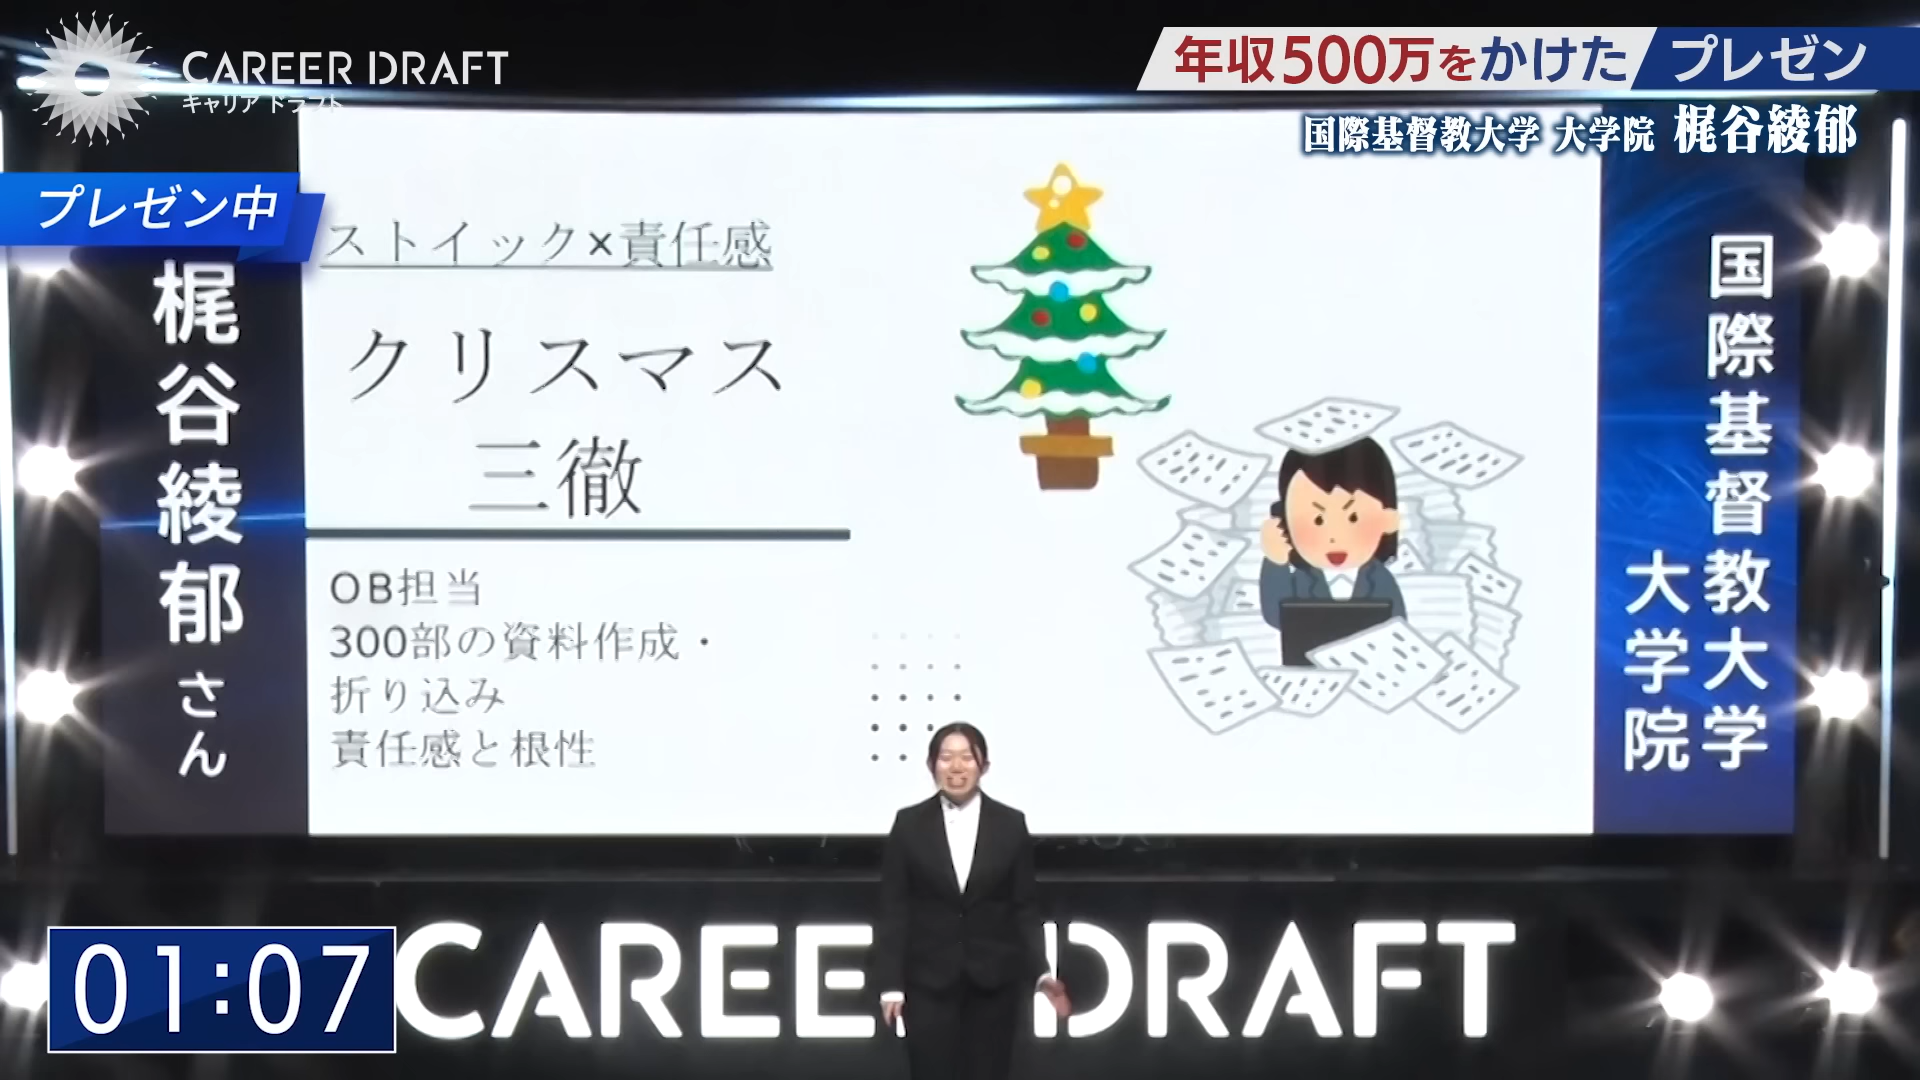 CAREER DRAFT
キャリアドラフト
年収500万をかけた プレゼン
国際基督教大学 大学院 梶谷綾郁
プレゼン中
梶谷綾郁さん
ストイック×責任感
クリスマス
三徹
OB担当
300部の資料作成・
折り込み
責任感と根性
国際基督教大学
大学院
01:07
CAREER DRAFT